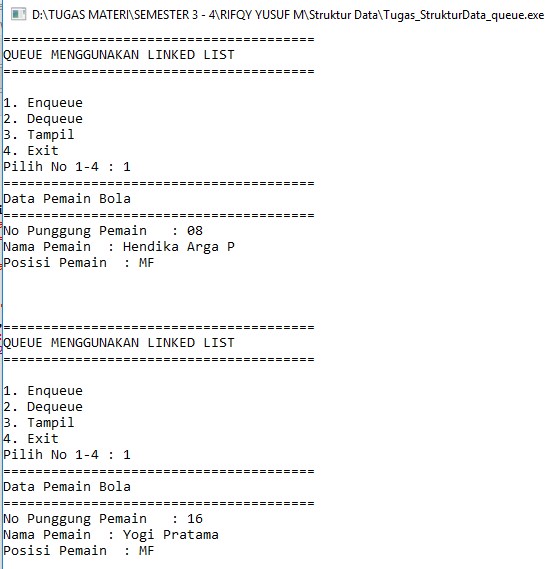 D:\TUGAS MATERI\SEMESTER 3 - 4\RIFQY YUSUF M\Struktur Data\Tugas_StrukturData_queue.exe
=======================================
QUEUE MENGGUNAKAN LINKED LIST
=======================================
1. Enqueue
2. Dequeue
3. Tampil
4. Exit
Pilih No 1-4 : 1
=======================================
Data Pemain Bola
=======================================
No Punggung Pemain   : 08
Nama Pemain  : Hendika Arga P
Posisi Pemain  : MF
=======================================
QUEUE MENGGUNAKAN LINKED LIST
=======================================
1. Enqueue
2. Dequeue
3. Tampil
4. Exit
Pilih No 1-4 : 1
=======================================
Data Pemain Bola
=======================================
No Punggung Pemain   : 16
Nama Pemain  : Yogi Pratama
Posisi Pemain  : MF